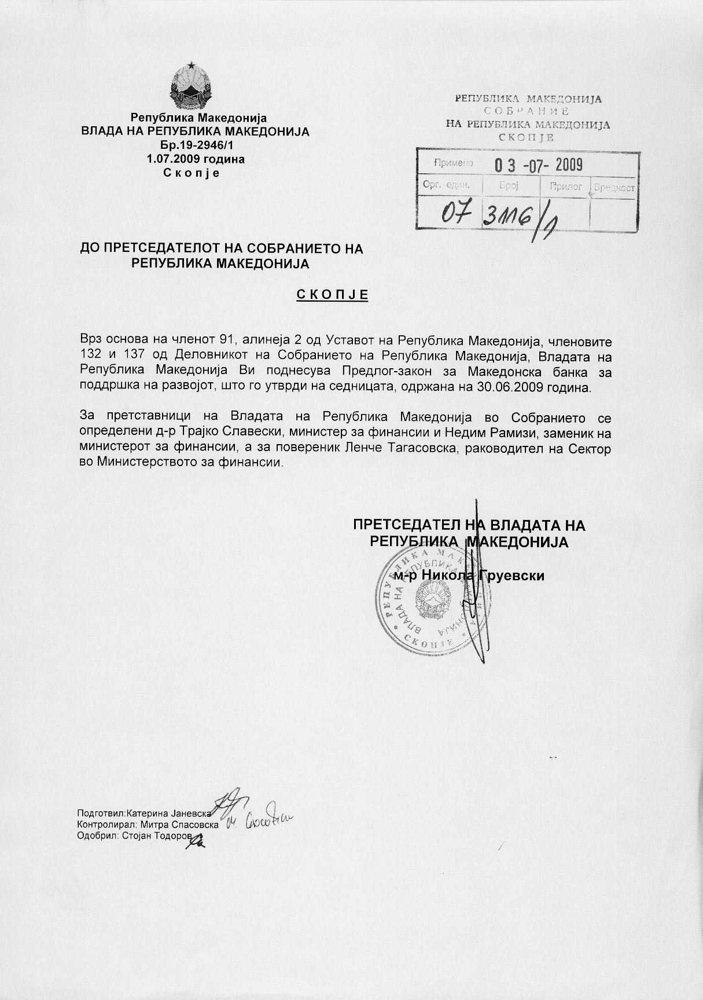 Република Македонија
ВЛАДА НА РЕПУБЛИКА МАКЕДОНИЈА
Бр.19-2946/1
1.07.2009 година
С к о п ј е
РЕПУБЛИКА МАКЕДОНИЈА
С О Б Р А Н И Е
НА РЕПУБЛИКА МАКЕДОНИЈА
С К О П Ј Е
Примено 03 -07- 2009
Орг. един. Број Прилог Вредност
07 3116/1
ДО ПРЕТСЕДАТЕЛОТ НА СОБРАНИЕТО НА
РЕПУБЛИКА МАКЕДОНИЈА
С К О П Ј Е
Врз основа на членот 91, алинеја 2 од Уставот на Република Македонија, членовите
132 и 137 од Деловникот на Собранието на Република Македонија, Владата на
Република Македонија Ви поднесува Предлог-закон за Македонска банка за
поддршка на развојот, што го утврди на седницата, одржана на 30.06.2009 година.
За претставници на Владата на Република Македонија во Собранието се
определени д-р Трајко Славески, министер за финансии и Недим Рамизи, заменик на
министерот за финансии, а за повереник Ленче Тагасовска, раководител на Сектор
во Министерството за финансии.
ПРЕТСЕДАТЕЛ НА ВЛАДАТА НА
РЕПУБЛИКА МАКЕДОНИЈА
м-р Никола Груевски
РЕПУБЛИКА МАКЕДОНИЈА * СКОПЈЕ *
ВЛАДА НА РЕПУБЛИКА МАКЕДОНИЈА
Подготвил:Катерина Јаневска
Контролирал: Митра Спасовска
Одобрил: Стојан Тодоров